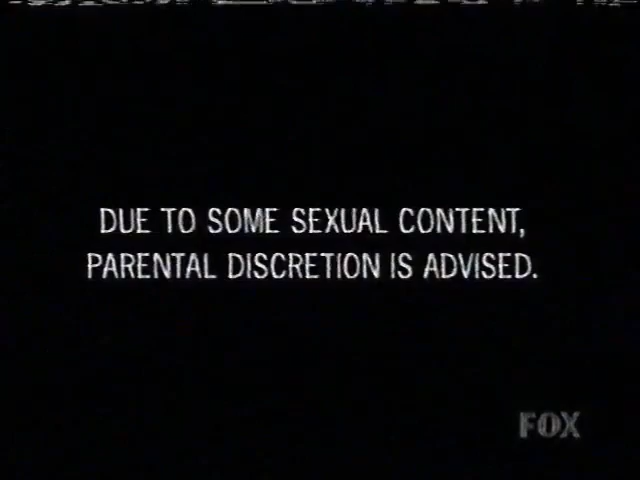 DUE TO SOME SEXUAL CONTENT,
PARENTAL DISCRETION IS ADVISED.
FOX